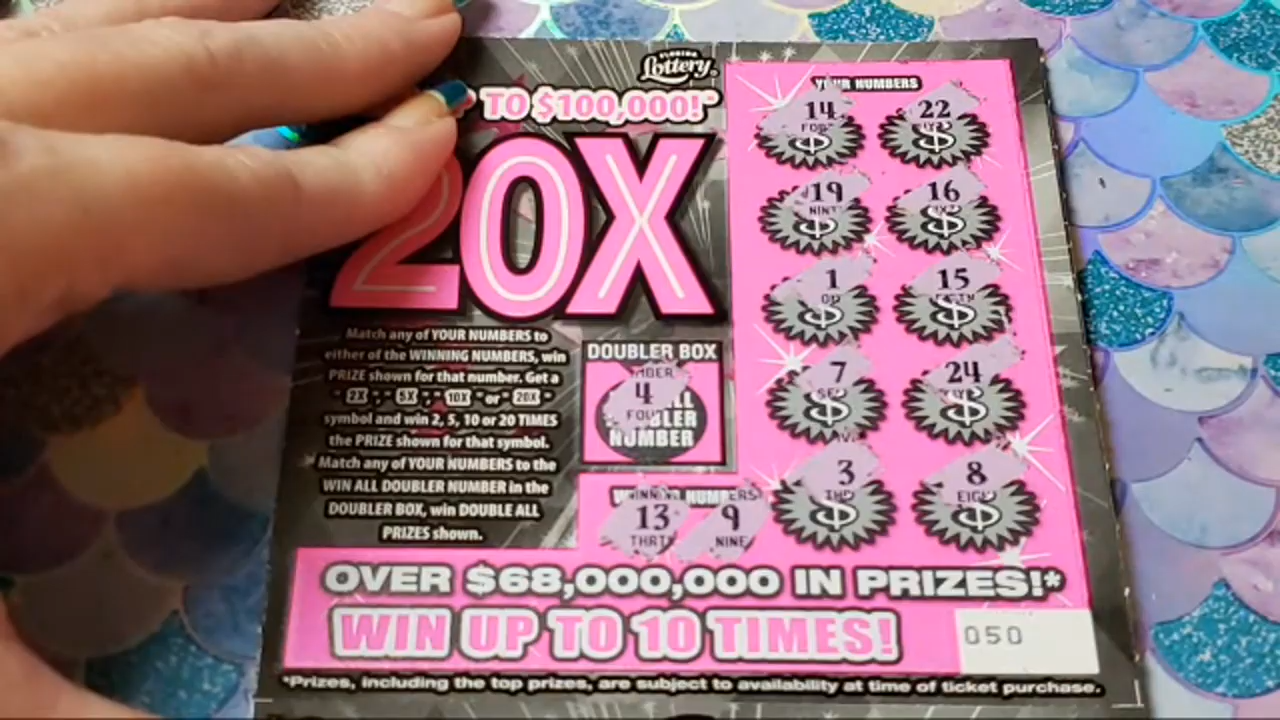 FLORIDA
Lottery
TO $100,000!*
20X
Match any of YOUR NUMBERS to
either of the WINNING NUMBERS, win
PRIZE shown for that number. Get a
"2X", "5X", "10X" or "20X"
symbol and win 2, 5, 10 or 20 TIMES
the PRIZE shown for that symbol.
Match any of YOUR NUMBERS to the
WIN ALL DOUBLER NUMBER in the
DOUBLER BOX, win DOUBLE ALL
PRIZES shown.
DOUBLER BOX
4
NUMBER
WINNING NUMBERS
13 9
NINE
YOUR NUMBERS
14 22
$ $
19 16
$ $
1 15
$ $
7 24
$ $
3 8
$ $
OVER $68,000,000 IN PRIZES!*
WIN UP TO 10 TIMES!
050
*Prizes, including the top prizes, are subject to availability at time of ticket purchase.